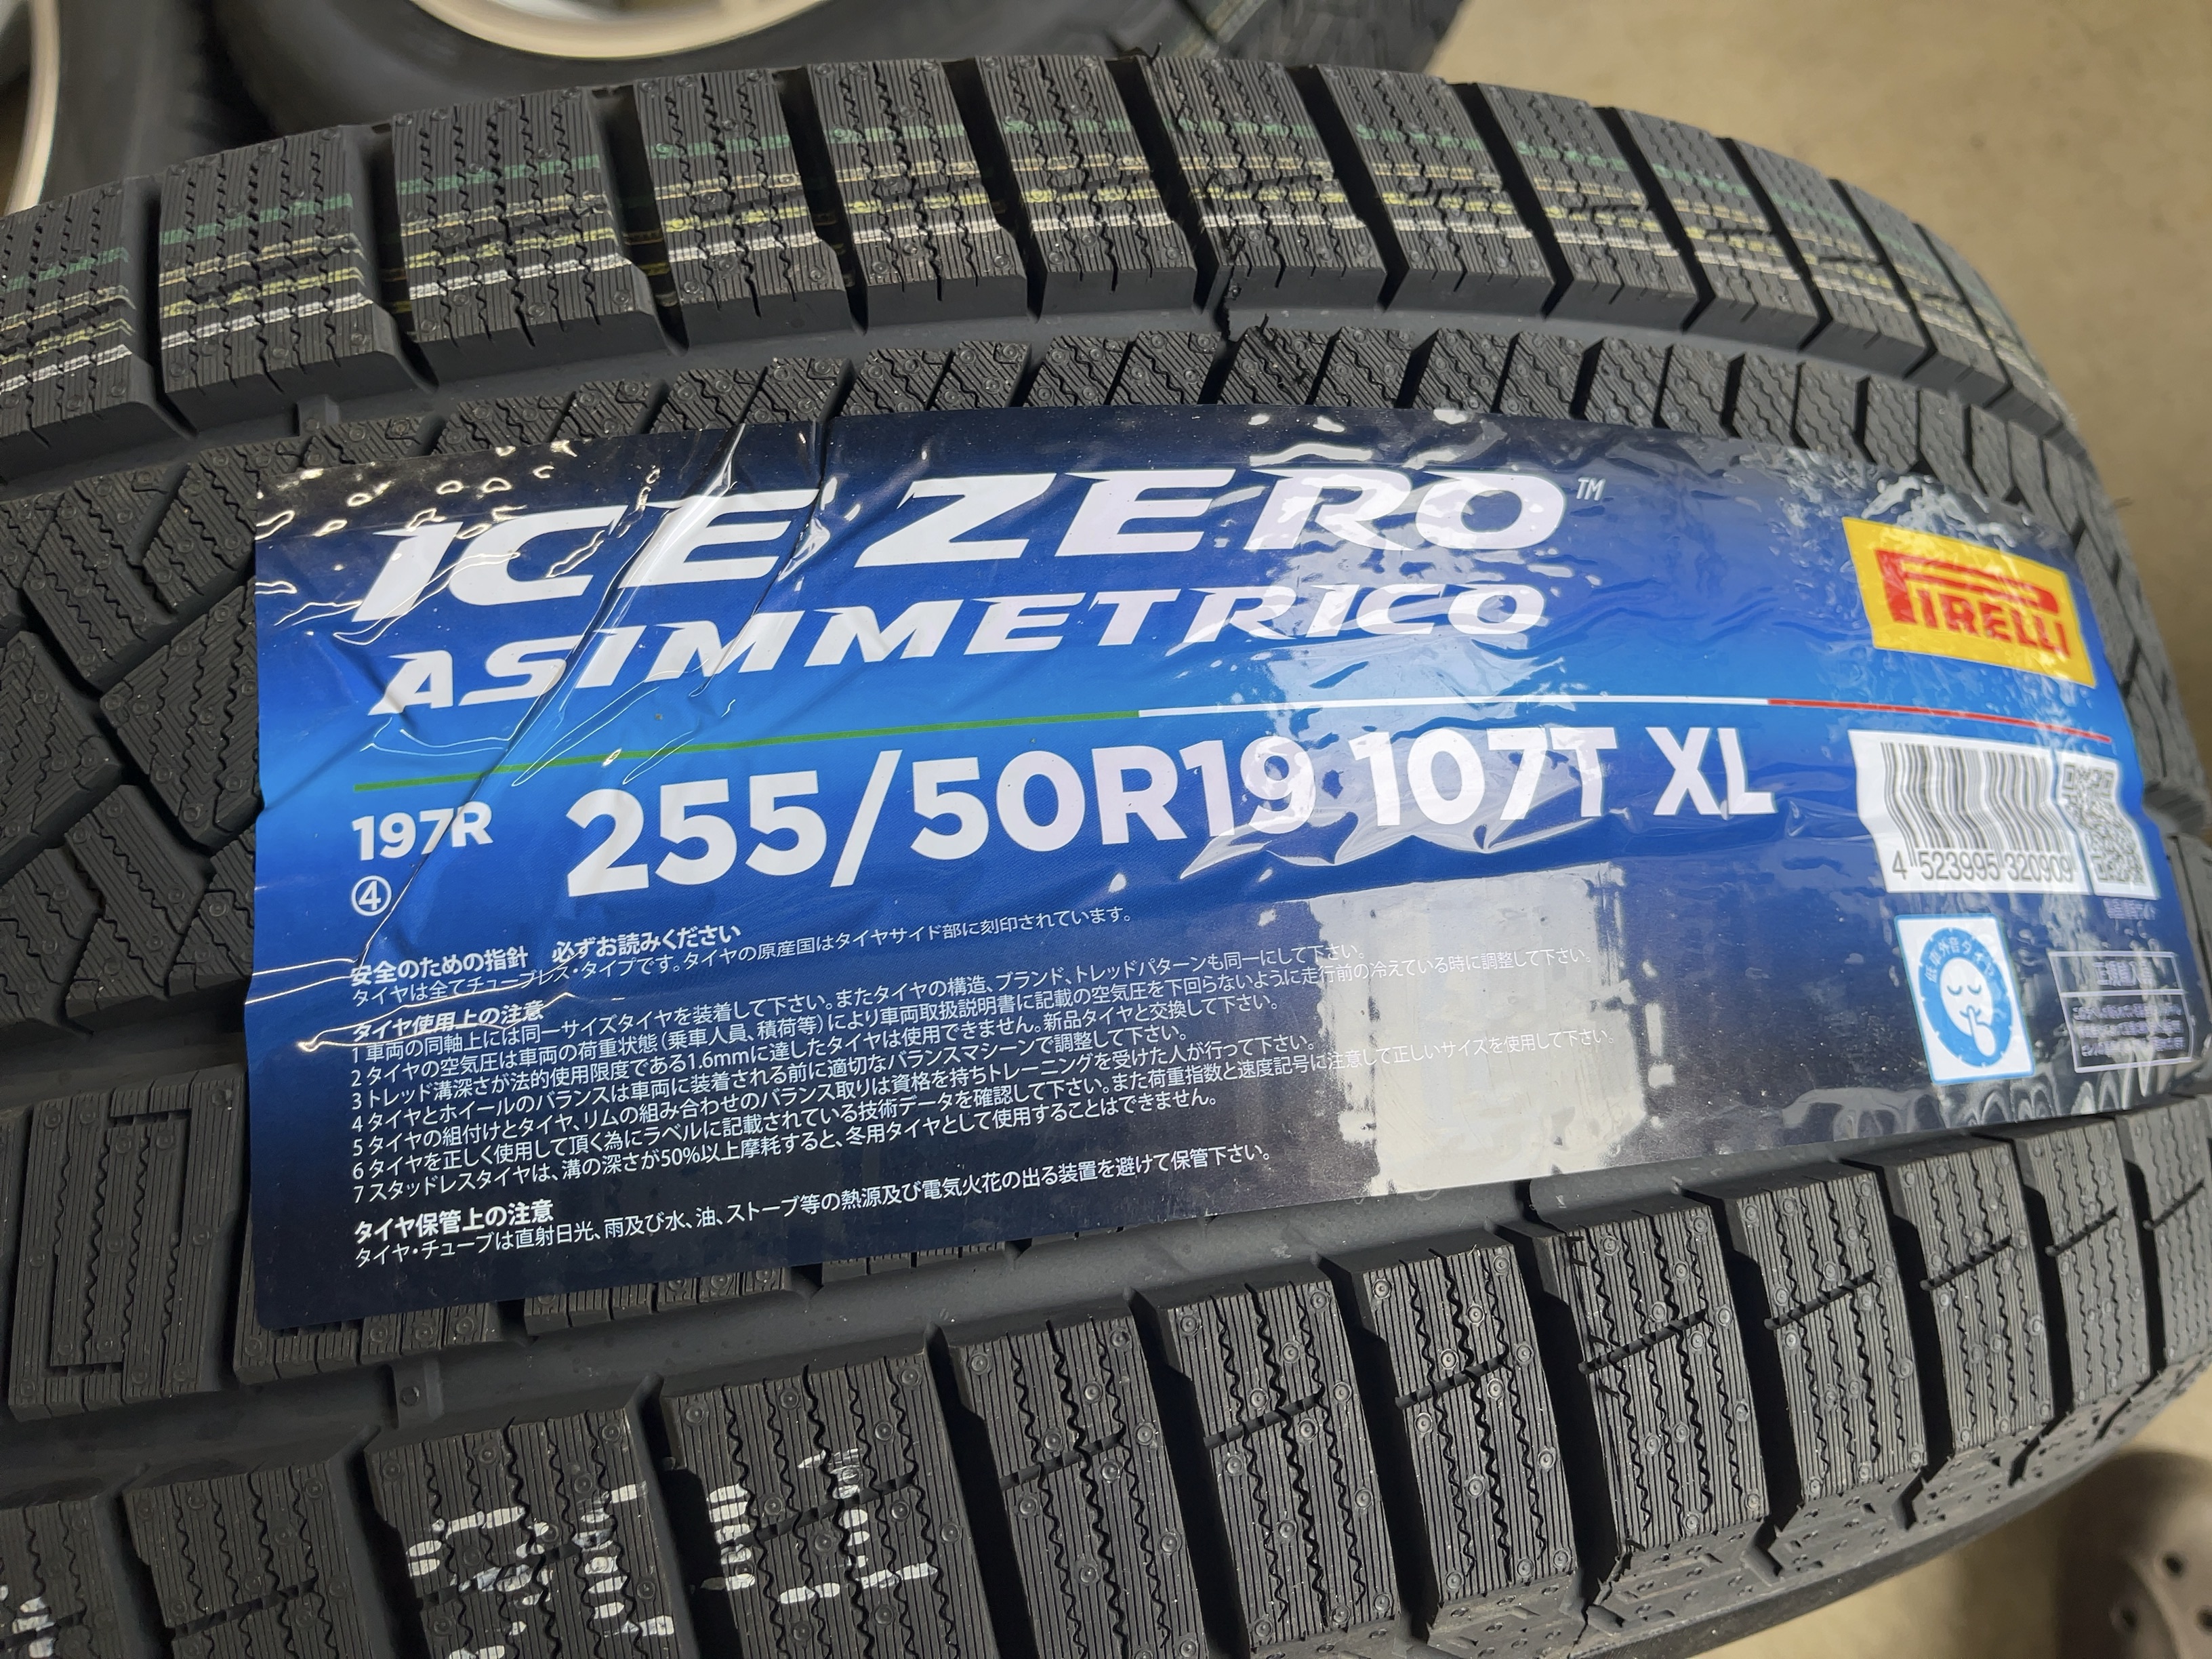 ICE ZERO™
ASIMMETRICO
PIRELLI
197R 255/50R19 107T XL
④
4 523995 320909
安全のための指針 必ずお読みください
タイヤは全てチューブレス・タイプです。タイヤの原産国はタイヤサイド部に刻印されています。
タイヤ使用上の注意
1 車両の同軸上には同一サイズタイヤを装着して下さい。またタイヤの構造、ブランド、トレッドパターンも同一にして下さい。
2 タイヤの空気圧は車両の荷重状態(乗車人員、積荷等)により車両取扱説明書に記載の空気圧を下回らないように走行前の冷えている時に調整して下さい。
3 トレッド溝深さが法的使用限度である1.6mmに達したタイヤは使用できません。新品タイヤと交換して下さい。
4 タイヤとホイールのバランスは車両に装着される前に適切なバランスマシーンで調整して下さい。
5 タイヤの組付けとタイヤ、リムの組み合わせのバランス取りは資格を持ちトレーニングを受けた人が行って下さい。
6 タイヤを正しく使用して頂く為にラベルに記載されている技術データを確認して下さい。また荷重指数と速度記号に注意して正しいサイズを使用して下さい。
7 スタッドレスタイヤは、溝の深さが50%以上摩耗すると、冬用タイヤとして使用することはできません。
タイヤ保管上の注意
タイヤ・チューブは直射日光、雨及び水、油、ストーブ等の熱源及び電気火花の出る装置を避けて保管下さい。
低車外音タイヤ
正規輸入品